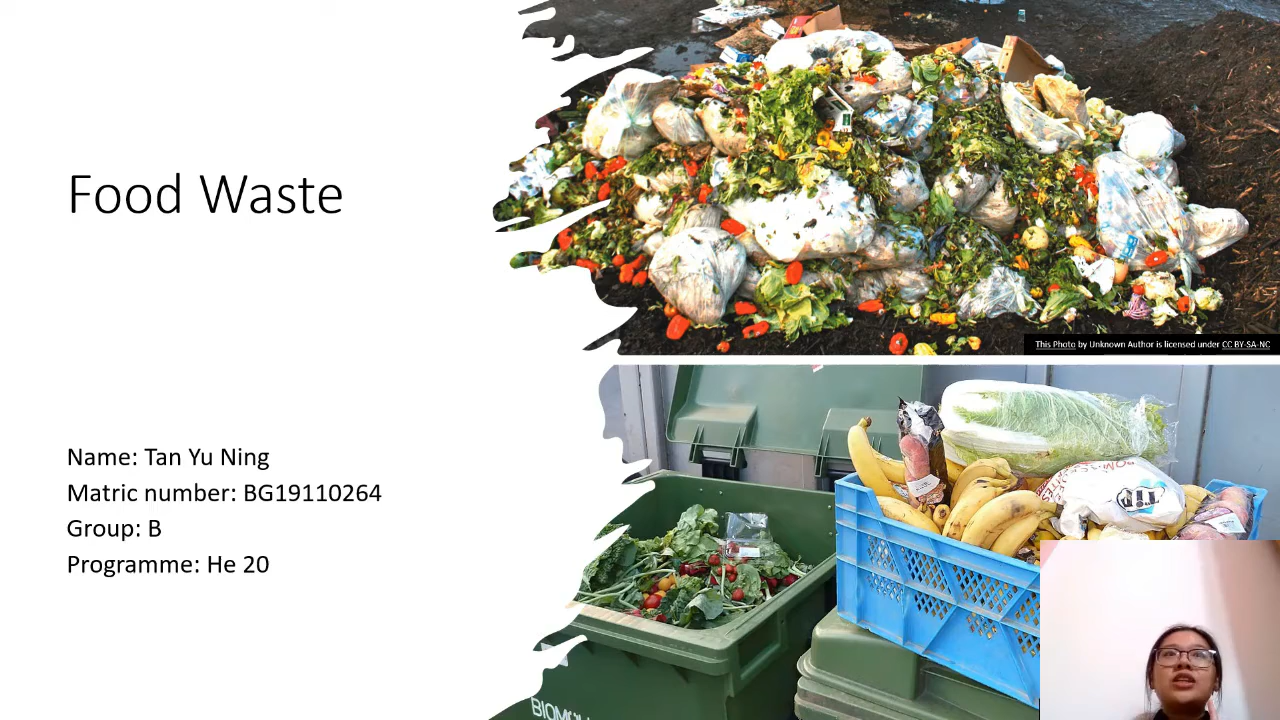 Food Waste
This Photo by Unknown Author is licensed under CC BY-SA-NC
Name: Tan Yu Ning
Matric number: BG19110264
Group: B
Programme: He 20